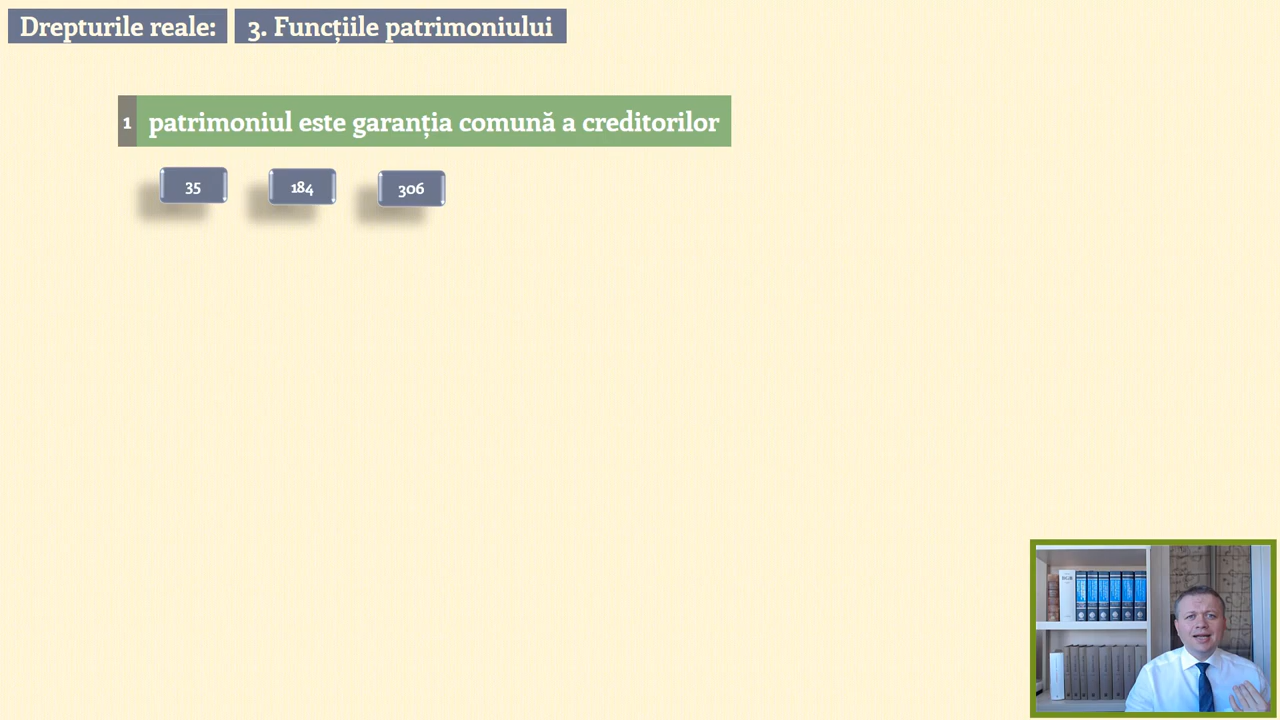 Drepturile reale: 3. Funcțiile patrimoniului
1 patrimoniul este garanția comună a creditorilor
35 184 306